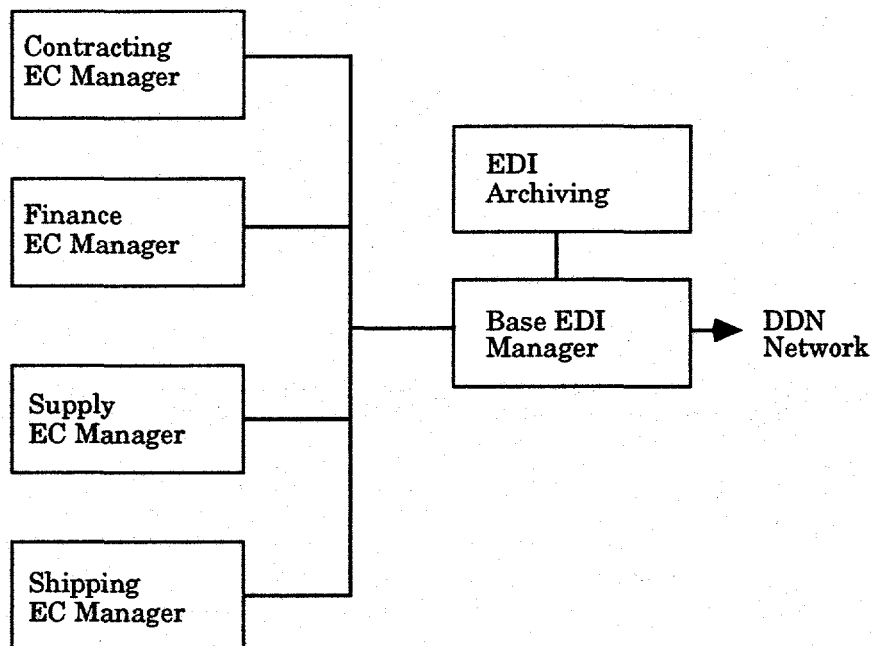 Contracting
EC Manager
Finance
EC Manager
Supply
EC Manager
Shipping
EC Manager
EDI
Archiving
Base EDI
Manager
DDN
Network